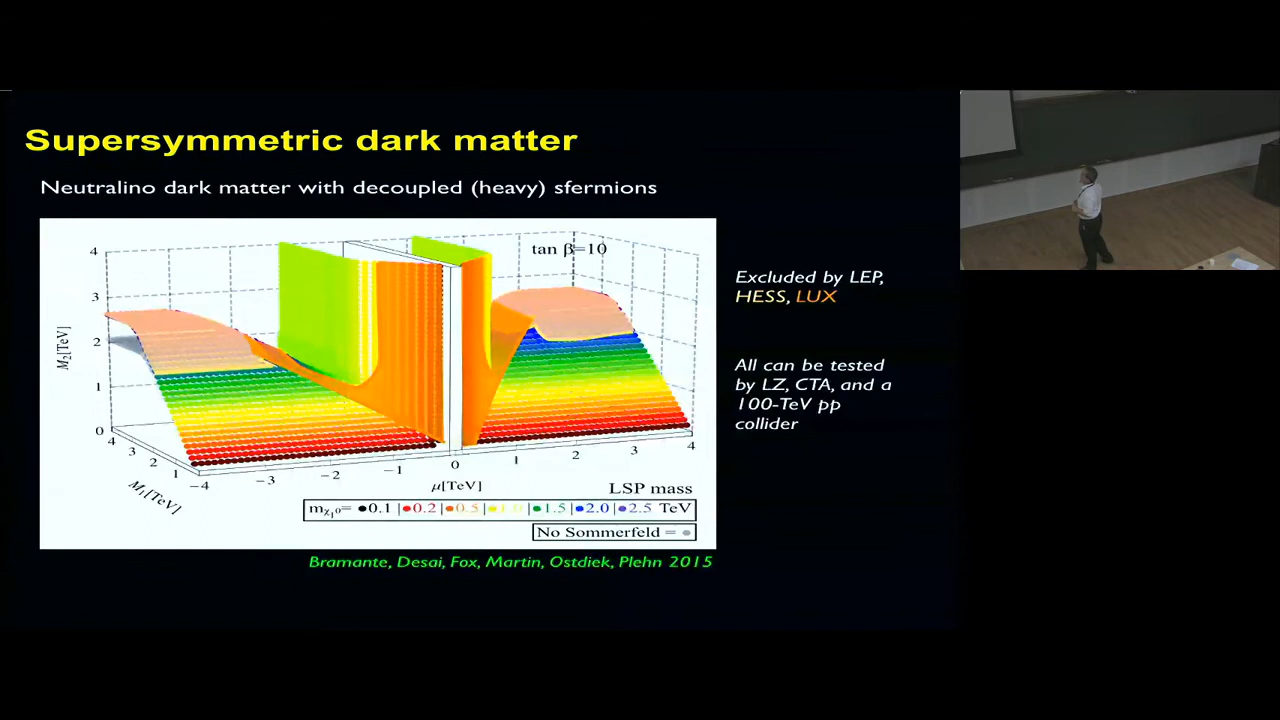 Supersymmetric dark matter
Neutralino dark matter with decoupled (heavy) sfermions
tan β=10
4
3
2
1
0
M₂[TeV]
4
3
2
1
M₁[TeV]
−4
−3
−2
−1
0
1
2
3
4
μ[TeV]
LSP mass
mχ₁⁰= 0.1 | 0.2 | 0.5 | 1.0 | 1.5 | 2.0 | 2.5 TeV
No Sommerfeld =
Bramante, Desai, Fox, Martin, Ostdiek, Plehn 2015
Excluded by LEP,
HESS, LUX
All can be tested
by LZ, CTA, and a
100-TeV pp
collider